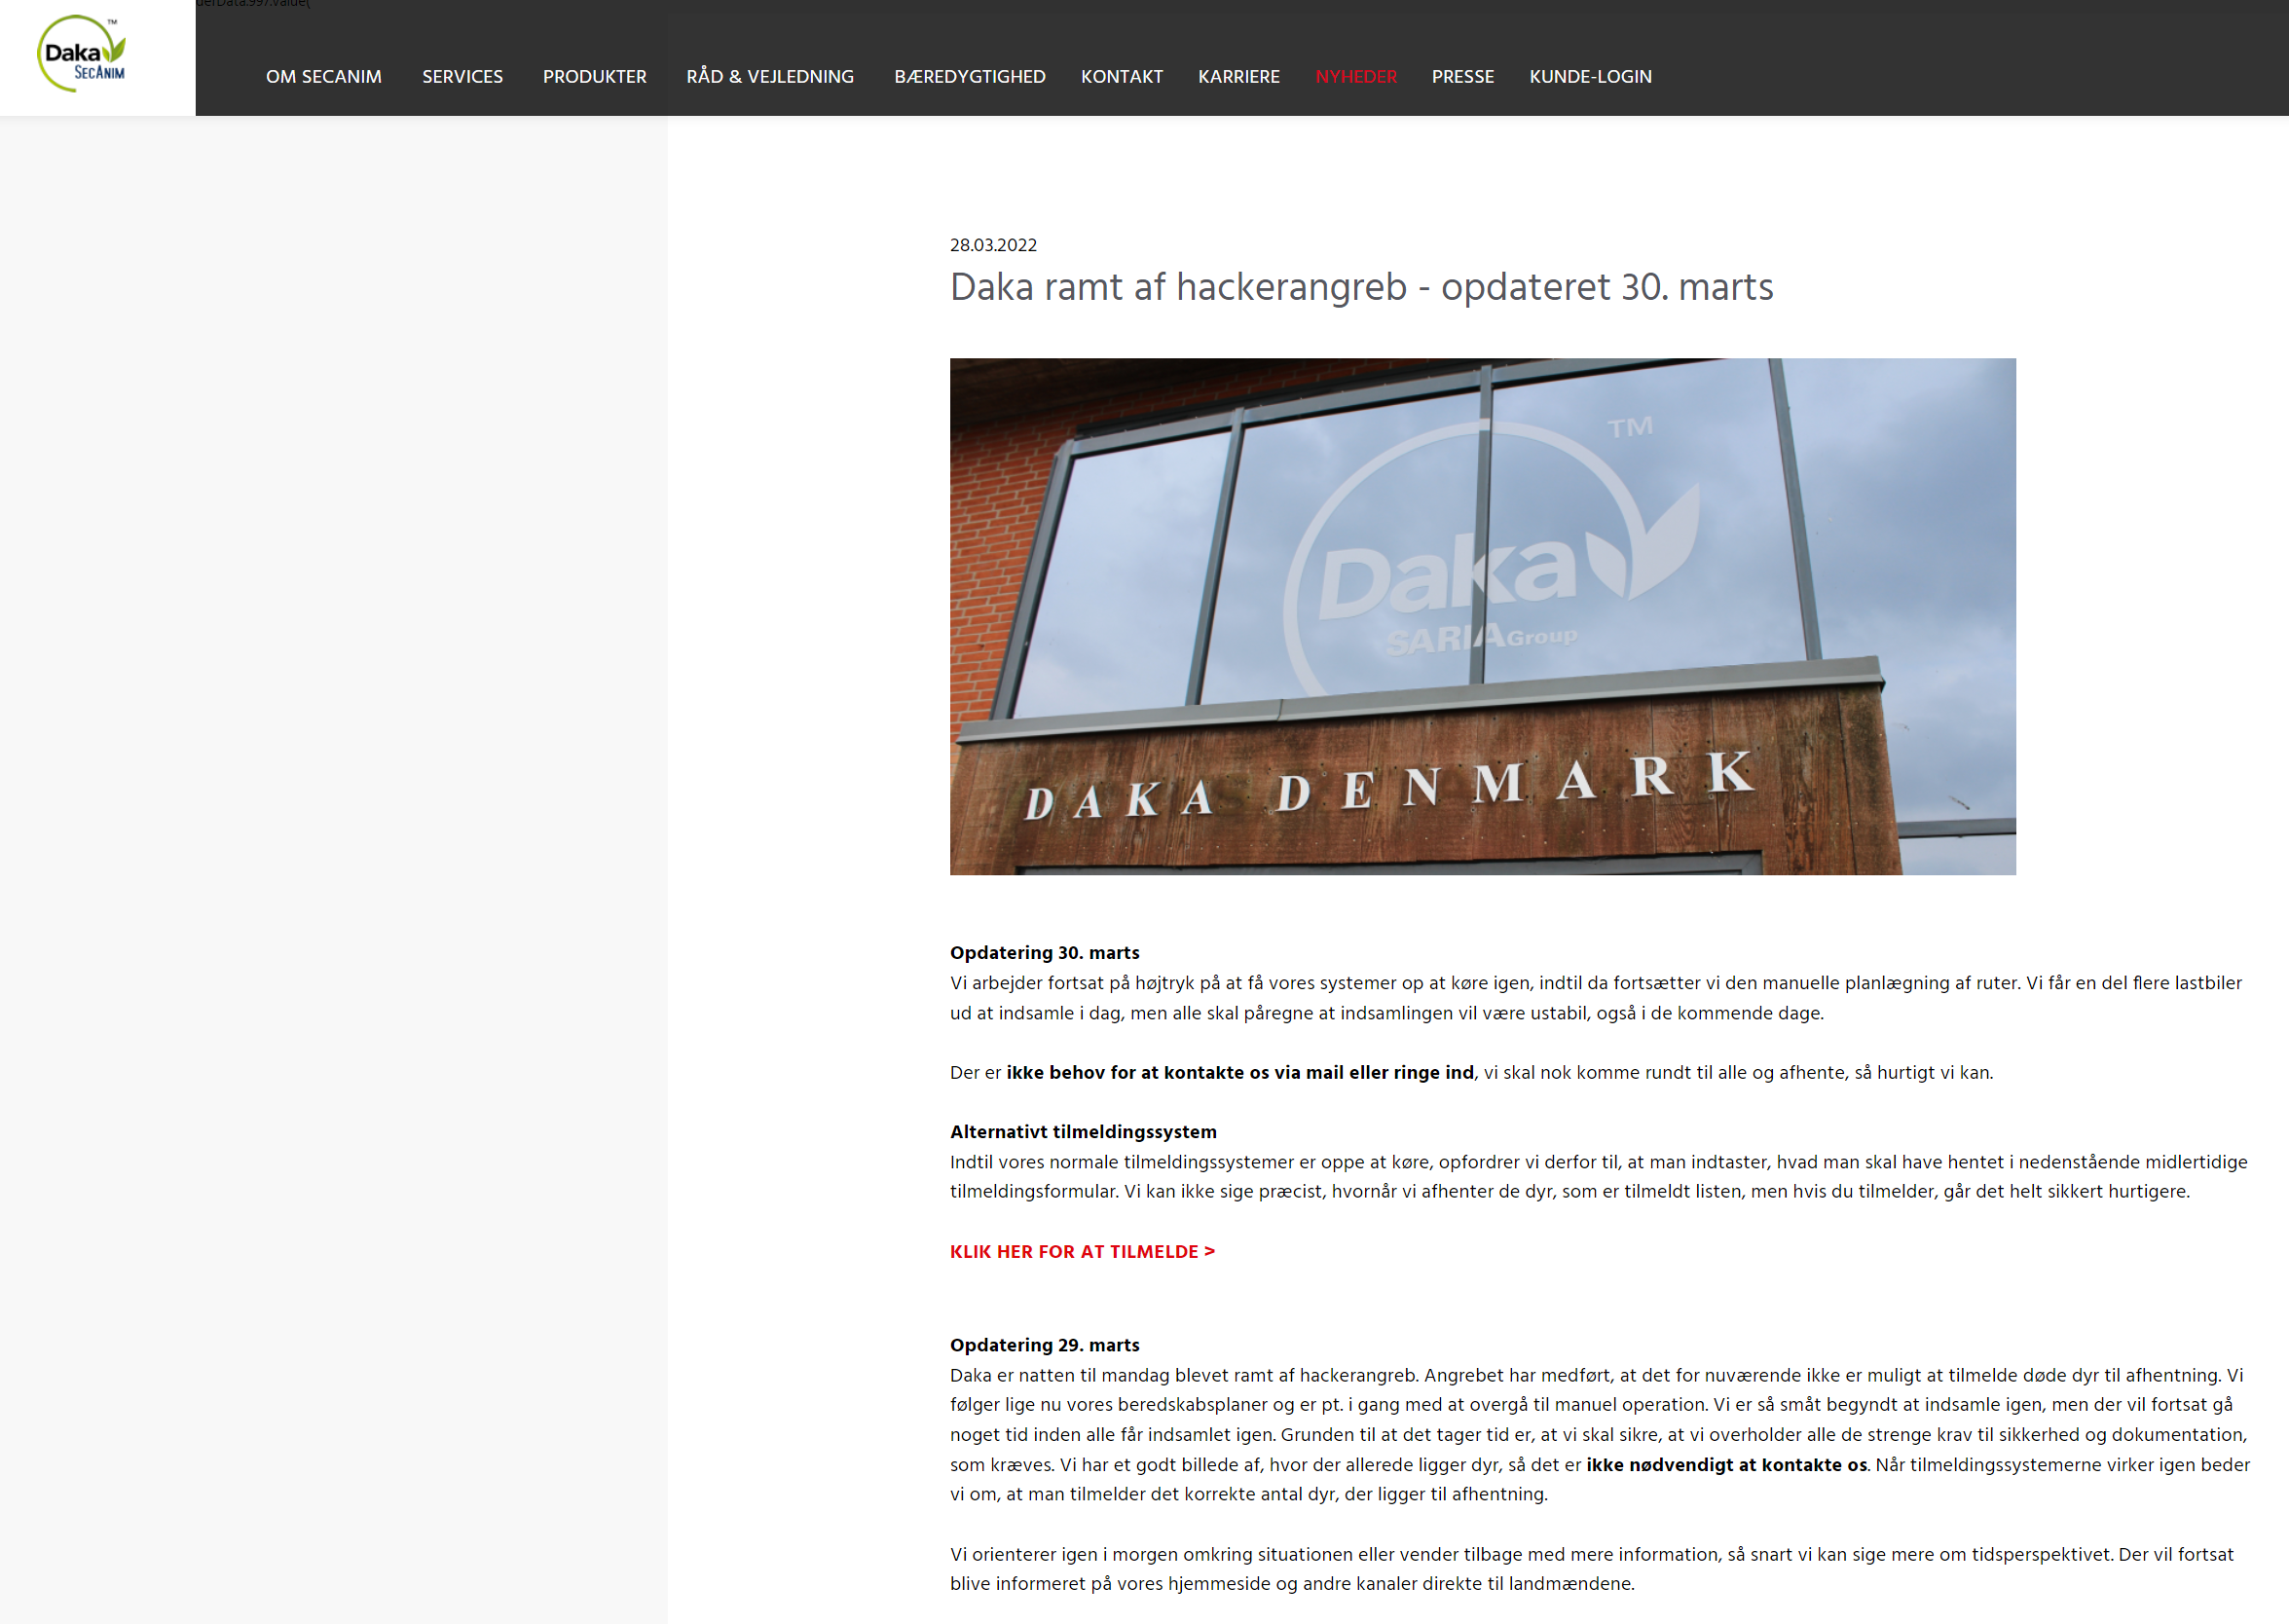 derData.997.value(
Daka
TM
SECANIM
OM SECANIM SERVICES PRODUKTER RÅD & VEJLEDNING BÆREDYGTIGHED KONTAKT KARRIERE NYHEDER PRESSE KUNDE-LOGIN
28.03.2022
Daka ramt af hackerangreb - opdateret 30. marts
TM
Daka
SARIA Group
DAKA DENMARK
Opdatering 30. marts
Vi arbejder fortsat på højtryk på at få vores systemer op at køre igen, indtil da fortsætter vi den manuelle planlægning af ruter. Vi får en del flere lastbiler
ud at indsamle i dag, men alle skal påregne at indsamlingen vil være ustabil, også i de kommende dage.
Der er ikke behov for at kontakte os via mail eller ringe ind, vi skal nok komme rundt til alle og afhente, så hurtigt vi kan.
Alternativt tilmeldingssystem
Indtil vores normale tilmeldingssystemer er oppe at køre, opfordrer vi derfor til, at man indtaster, hvad man skal have hentet i nedenstående midlertidige
tilmeldingsformular. Vi kan ikke sige præcist, hvornår vi afhenter de dyr, som er tilmeldt listen, men hvis du tilmelder, går det helt sikkert hurtigere.
KLIK HER FOR AT TILMELDE >
Opdatering 29. marts
Daka er natten til mandag blevet ramt af hackerangreb. Angrebet har medført, at det for nuværende ikke er muligt at tilmelde døde dyr til afhentning. Vi
følger lige nu vores beredskabsplaner og er pt. i gang med at overgå til manuel operation. Vi er så småt begyndt at indsamle igen, men der vil fortsat gå
noget tid inden alle får indsamlet igen. Grunden til at det tager tid er, at vi skal sikre, at vi overholder alle de strenge krav til sikkerhed og dokumentation,
som kræves. Vi har et godt billede af, hvor der allerede ligger dyr, så det er ikke nødvendigt at kontakte os. Når tilmeldingssystemerne virker igen beder
vi om, at man tilmelder det korrekte antal dyr, der ligger til afhentning.
Vi orienterer igen i morgen omkring situationen eller vender tilbage med mere information, så snart vi kan sige mere om tidsperspektivet. Der vil fortsat
blive informeret på vores hjemmeside og andre kanaler direkte til landmændene.